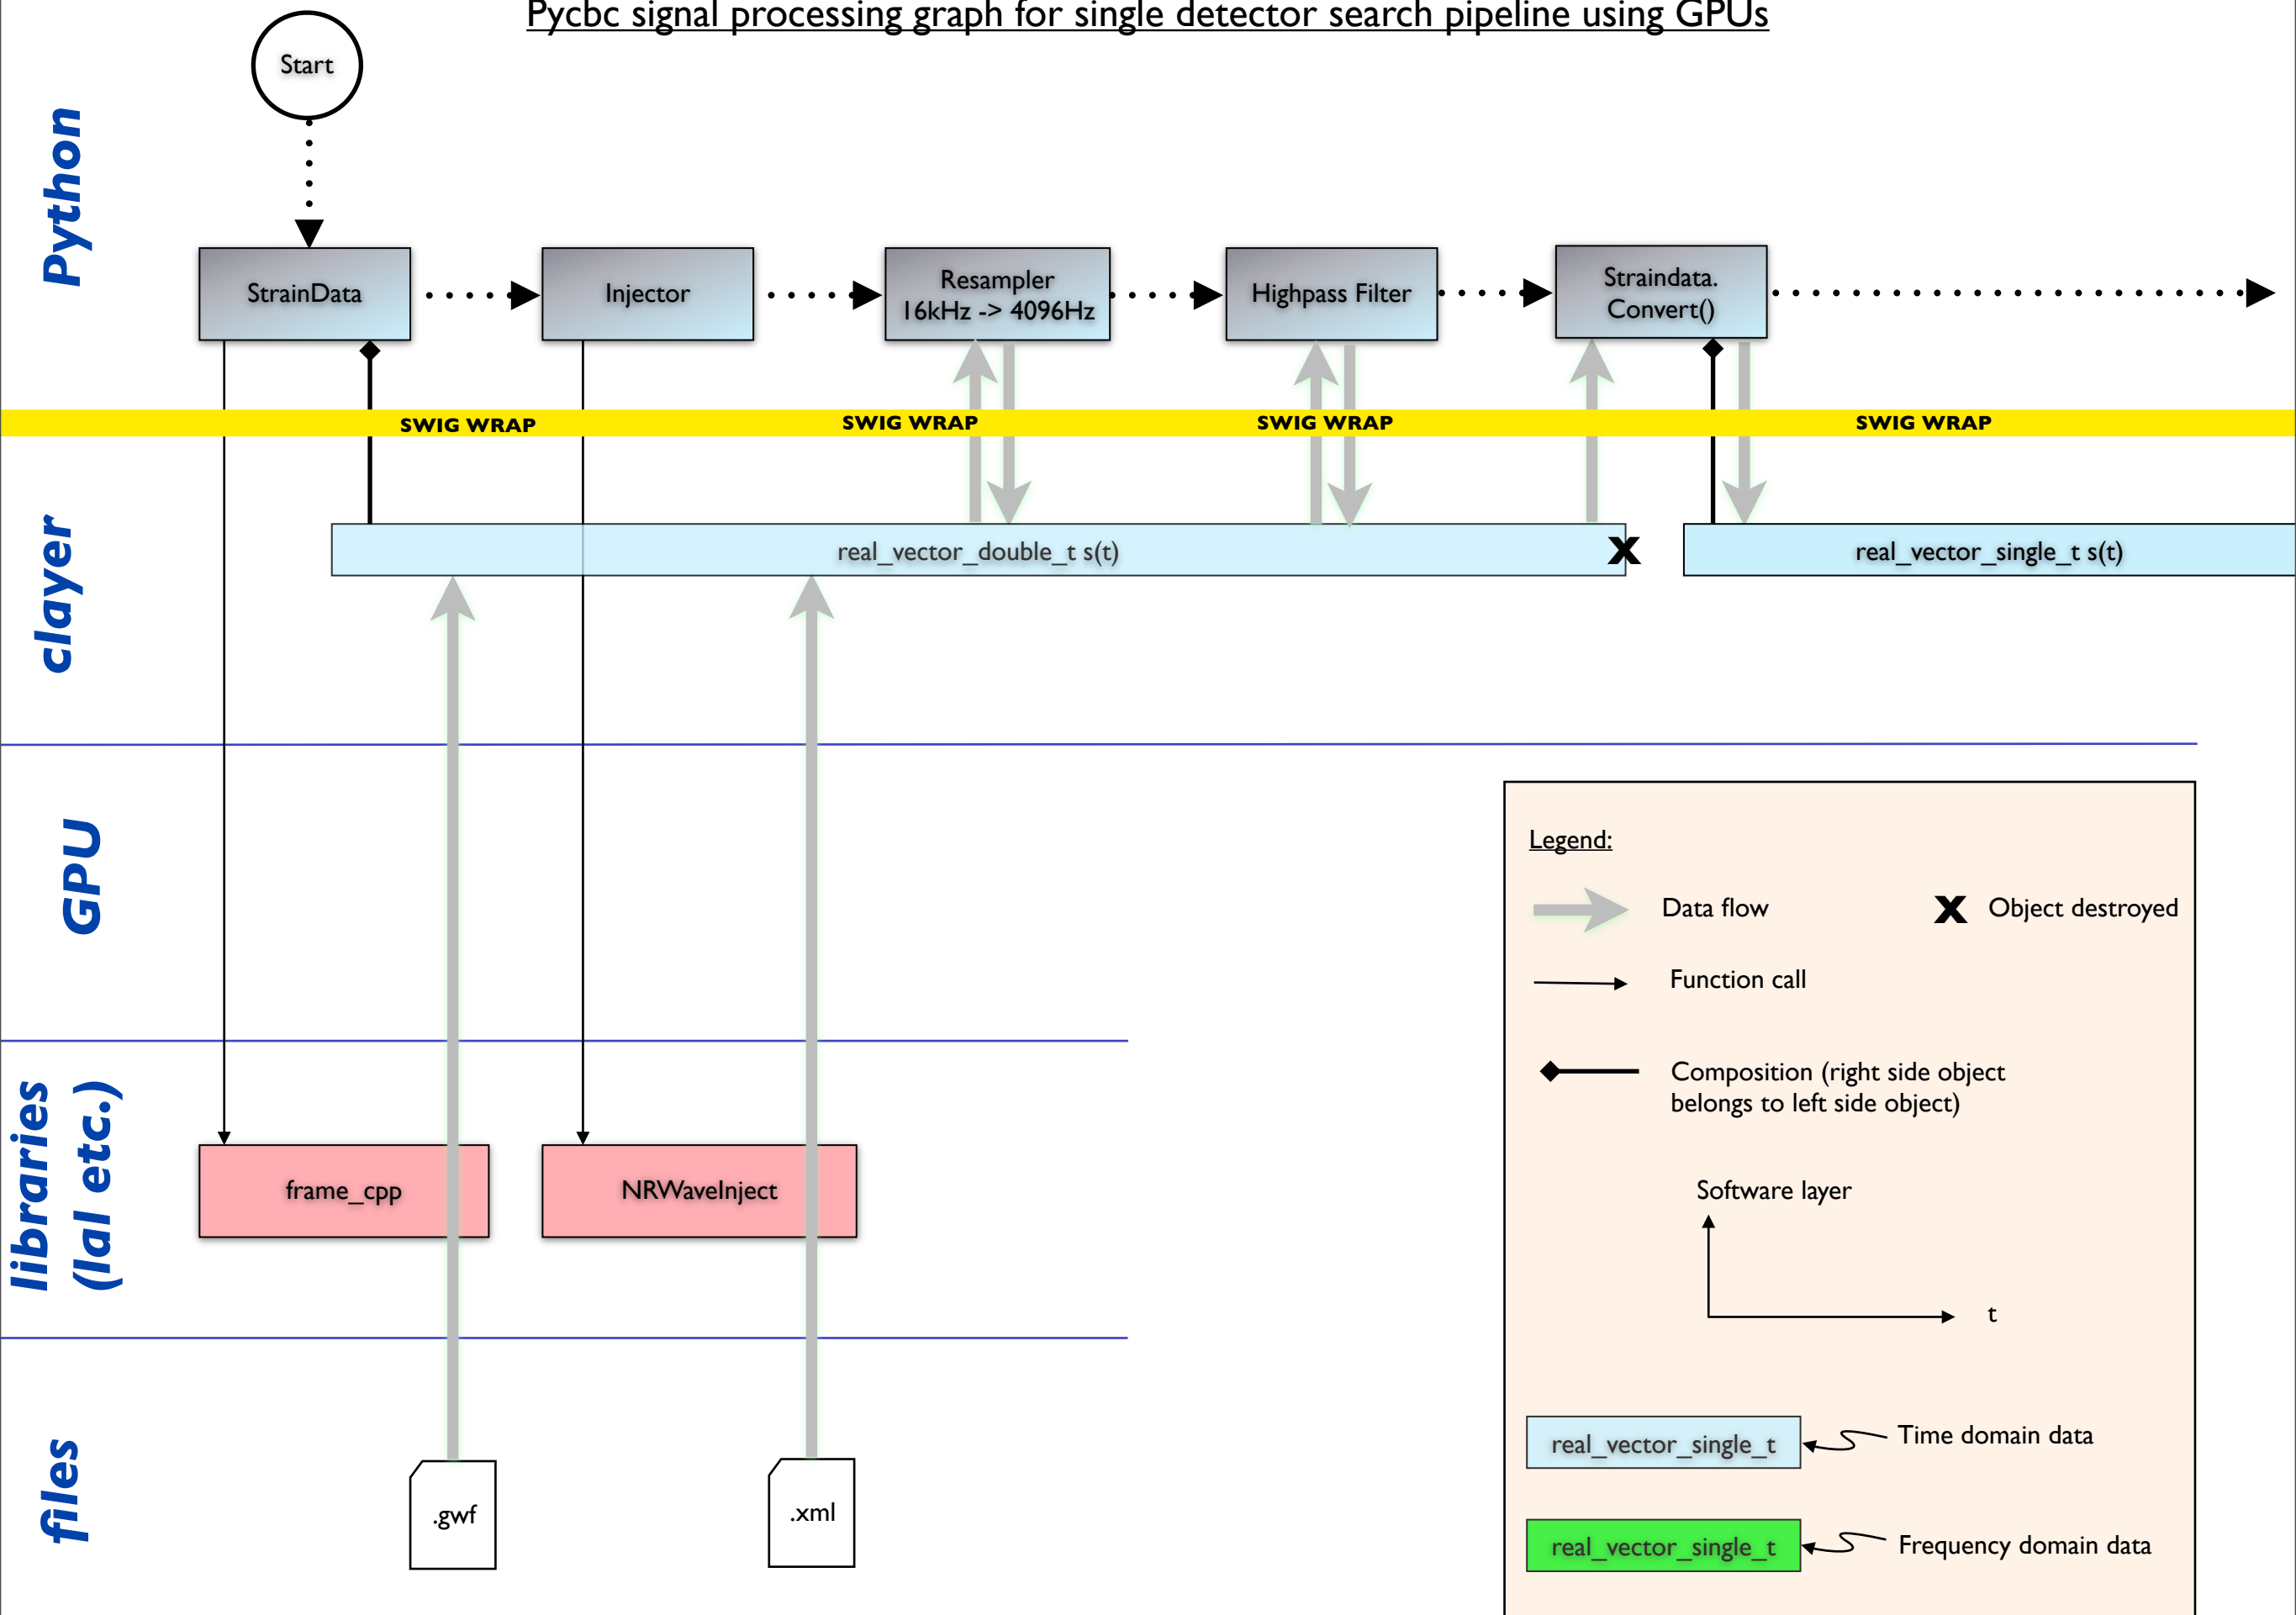 Pycbc signal processing graph for single detector search pipeline using GPUs
Start
Python
StrainData
Injector
Resampler
16kHz -> 4096Hz
Highpass Filter
Straindata.
Convert()
SWIG WRAP
SWIG WRAP
SWIG WRAP
SWIG WRAP
clayer
real_vector_double_t s(t)
X
real_vector_single_t s(t)
GPU
libraries
(lal etc.)
frame_cpp
NRWaveInject
files
.gwf
.xml
Legend:
Data flow
X Object destroyed
Function call
Composition (right side object
belongs to left side object)
Software layer
t
real_vector_single_t
Time domain data
real_vector_single_t
Frequency domain data